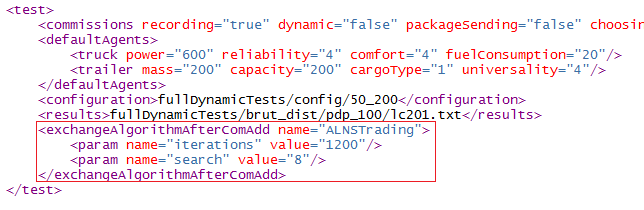 <test>
<commissions recording="true" dynamic="false" packageSending="false"
<defaultAgents>
<truck power="600" reliability="4" comfort="4" fuelConsumption="20"/>
<trailer mass="200" capacity="200" cargoType="1" universality="4"/>
</defaultAgents>
<configuration>fullDynamicTests/config/50_200</configuration>
<results>fullDynamicTests/brut_dist/pdp_100/lc201.txt</results>
<exchangeAlgorithmAfterComAdd name="ALNSTrading">
<param name="iterations" value="1200"/>
<param name="search" value="8"/>
</exchangeAlgorithmAfterComAdd>
</test>